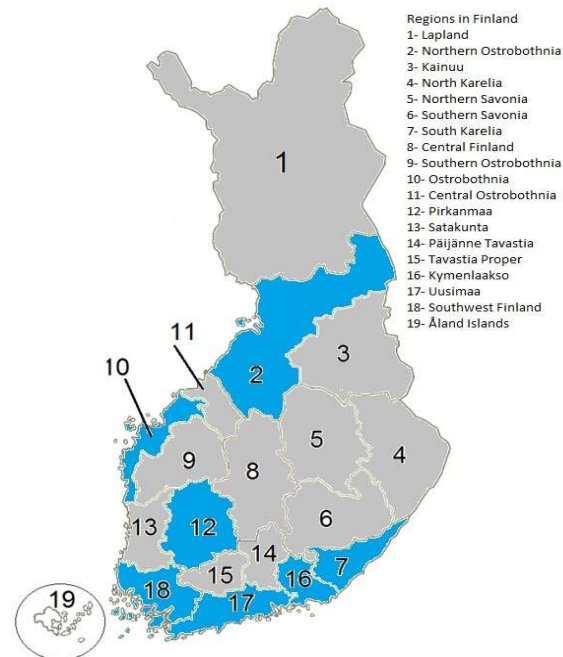 Regions in Finland
1- Lapland
2- Northern Ostrobothnia
3- Kainuu
4- North Karelia
5- Northern Savonia
6- Southern Savonia
7- South Karelia
8- Central Finland
9- Southern Ostrobothnia
10- Ostrobothnia
11- Central Ostrobothnia
12- Pirkanmaa
13- Satakunta
14- Päijänne Tavastia
15- Tavastia Proper
16- Kymenlaakso
17- Uusimaa
18- Southwest Finland
19- Åland Islands
1
2
3
11
10
9
8
5
4
6
13
12
14
15
16
7
18
17
19